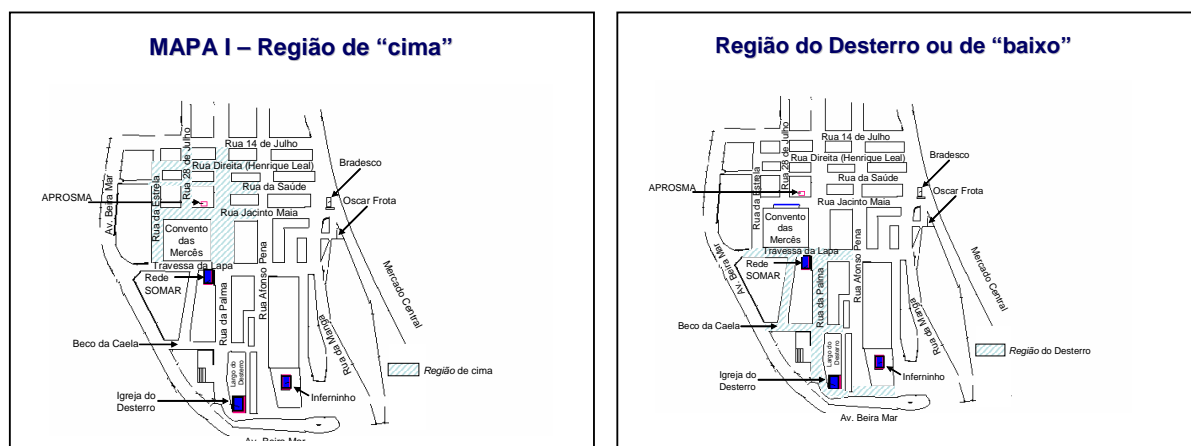 MAPA I – Região de “cima”
Rua 14 de Julho
Rua 28 de Julho
Rua Direita (Henrique Leal)
Bradesco
Rua da Saúde
APROSMA
Rua da Estrela
Oscar Frota
Av. Beira Mar
Rua Jacinto Maia
Convento
das
Mercês
Travessa da Lapa
Rede
SOMAR
Rua da Palma
Rua Afonso Pena
Mercado Central
Rua da Manga
Beco da Caela
Região de cima
Largo do
Desterro
Igreja do
Desterro
Inferninho
Av. Beira Mar
Região do Desterro ou de “baixo”
Rua 14 de Julho
Rua 28 de Julho
Rua Direita (Henrique Leal)
Bradesco
Rua da Saúde
APROSMA
Rua da Estrela
Oscar Frota
Rua Jacinto Maia
Convento
das
Mercês
Travessa da Lapa
Av. Beira Mar
Rede
SOMAR
Rua da Palma
Rua Afonso Pena
Mercado Central
Rua da Manga
Beco da Caela
Região do Desterro
Largo do
Desterro
Igreja do
Desterro
Inferninho
Av. Beira Mar